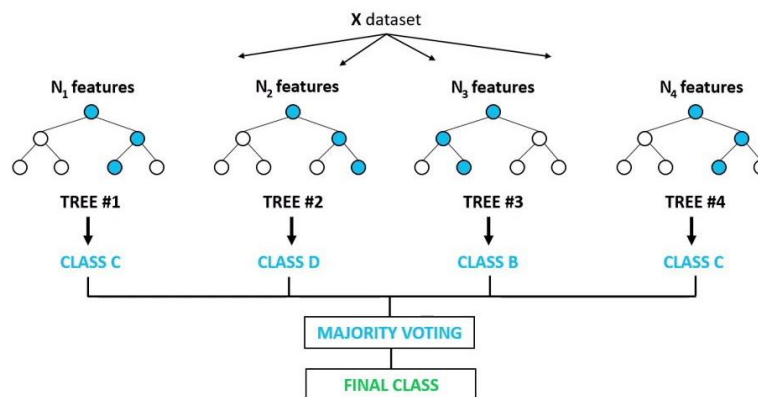 X dataset
N₁ features N₂ features N₃ features N₄ features
TREE #1 TREE #2 TREE #3 TREE #4
CLASS C CLASS D CLASS B CLASS C
MAJORITY VOTING
FINAL CLASS